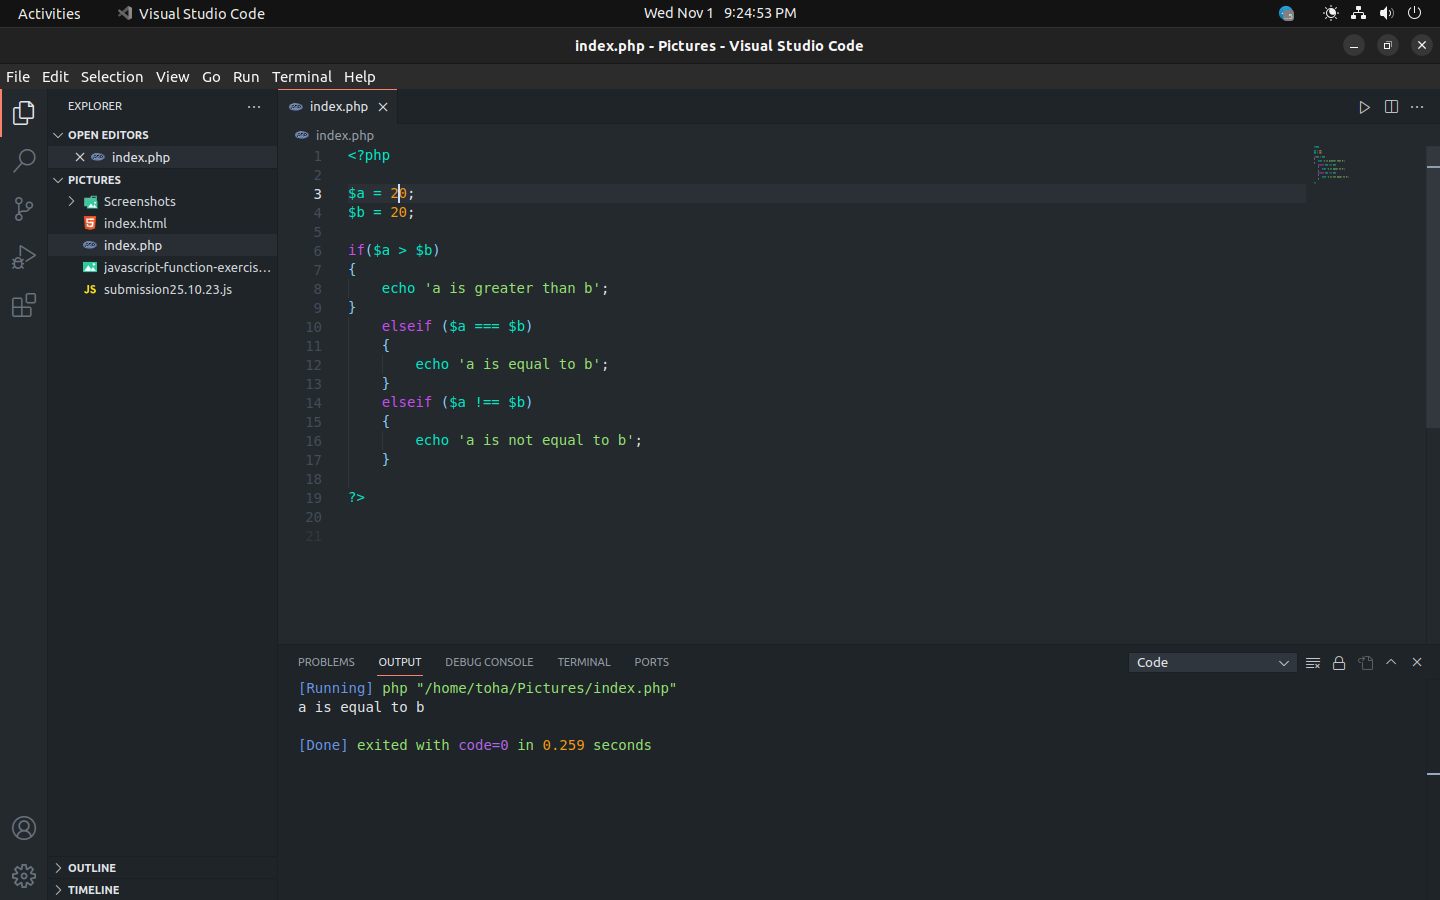 Activities Visual Studio Code Wed Nov 1 9:24:53 PM
index.php - Pictures - Visual Studio Code
File Edit Selection View Go Run Terminal Help
EXPLORER
OPEN EDITORS
index.php
PICTURES
Screenshots
index.html
index.php
javascript-function-exercis...
JS submission25.10.23.js
OUTLINE
TIMELINE
index.php
index.php
1 <?php
2
3 $a = 20;
4 $b = 20;
5
6 if($a > $b)
7 {
8     echo 'a is greater than b';
9 }
10     elseif ($a === $b)
11     {
12         echo 'a is equal to b';
13     }
14     elseif ($a !== $b)
15     {
16         echo 'a is not equal to b';
17     }
18
19 ?>
20
21
PROBLEMS OUTPUT DEBUG CONSOLE TERMINAL PORTS Code
[Running] php "/home/toha/Pictures/index.php"
a is equal to b
[Done] exited with code=0 in 0.259 seconds